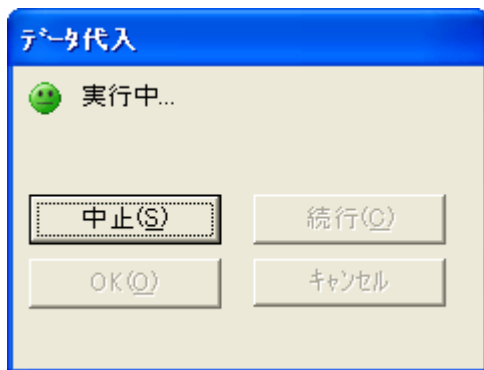 ﾃﾞｰﾀ代入
実行中...
中止(S)
続行(C)
OK(O)
ｷｬﾝｾﾙ